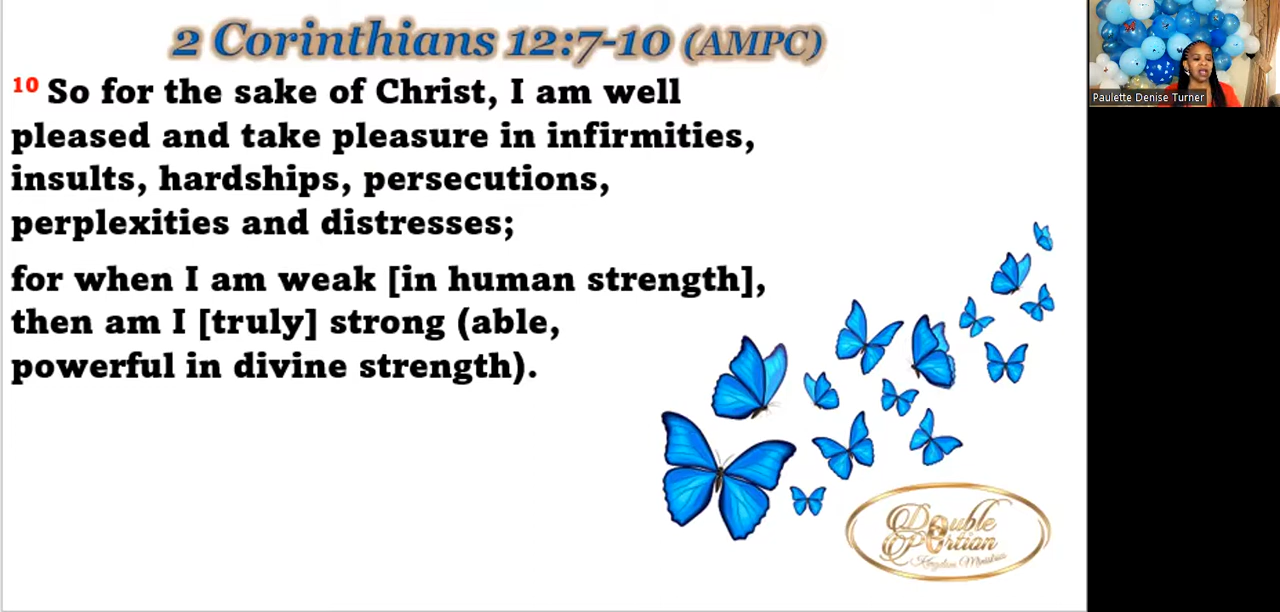 2 Corinthians 12:7-10 (AMPC)
10 So for the sake of Christ, I am well
pleased and take pleasure in infirmities,
insults, hardships, persecutions,
perplexities and distresses;
for when I am weak [in human strength],
then am I [truly] strong (able,
powerful in divine strength).
Double
Portion
Kingdom Ministries
Paulette Denise Turner